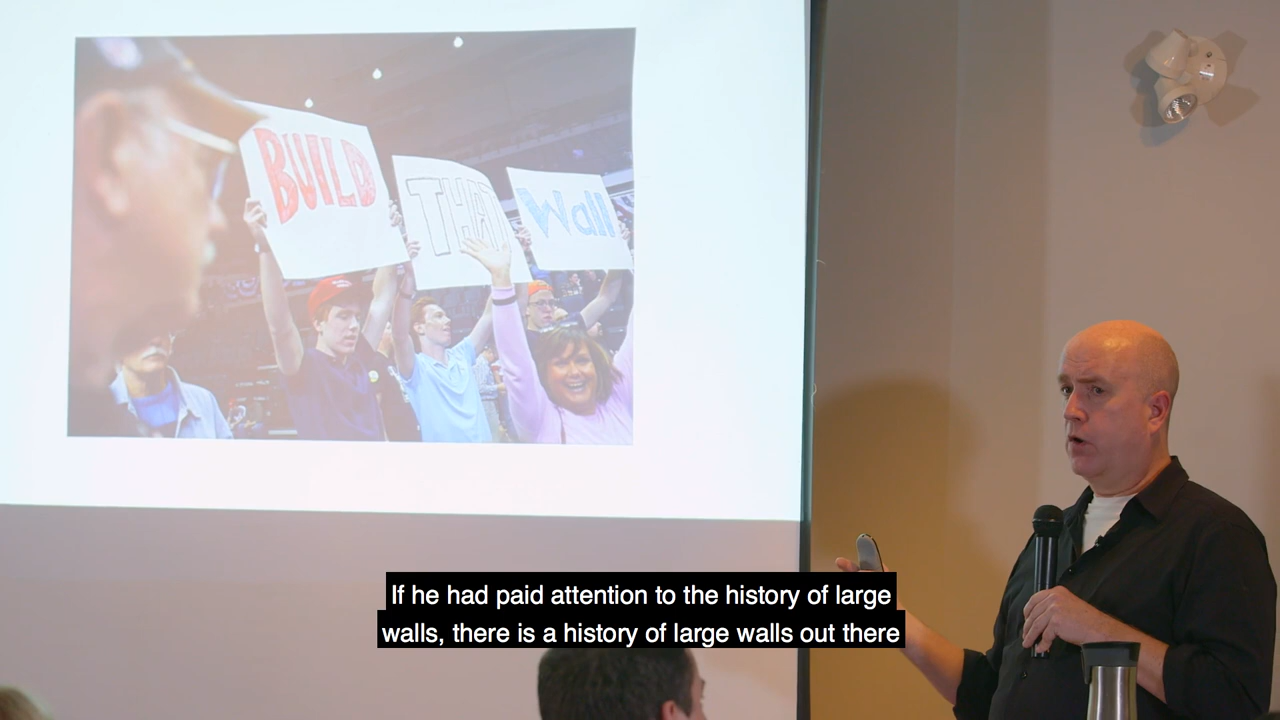 BUILD
THAT
Wall
If he had paid attention to the history of large
walls, there is a history of large walls out there